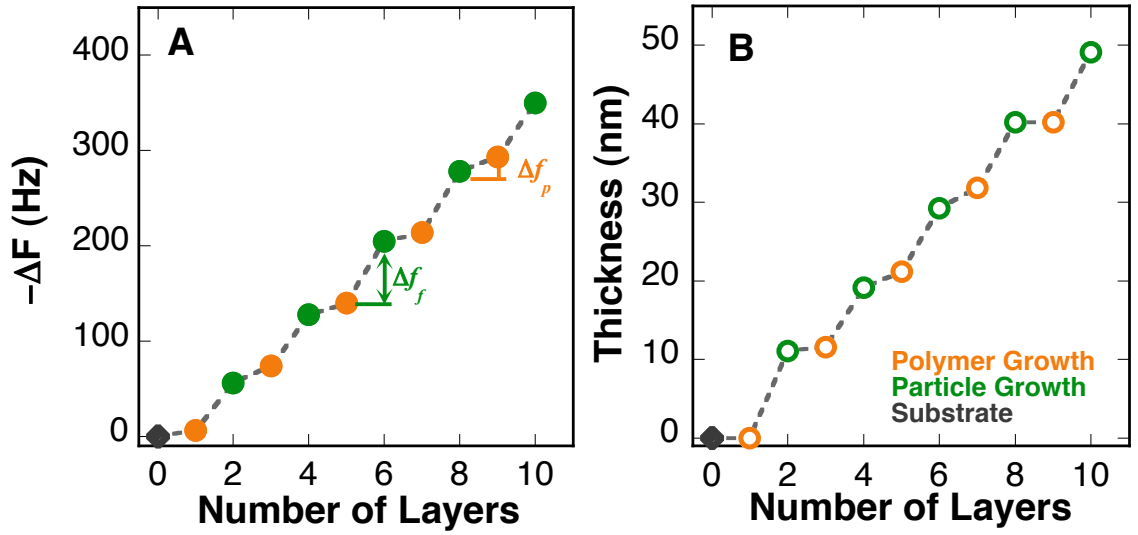 A
−ΔF (Hz)
400
300
200
100
0
Δf_p
Δf_f
0 2 4 6 8 10
Number of Layers
B
Thickness (nm)
50
40
30
20
10
0
Polymer Growth
Particle Growth
Substrate
0 2 4 6 8 10
Number of Layers